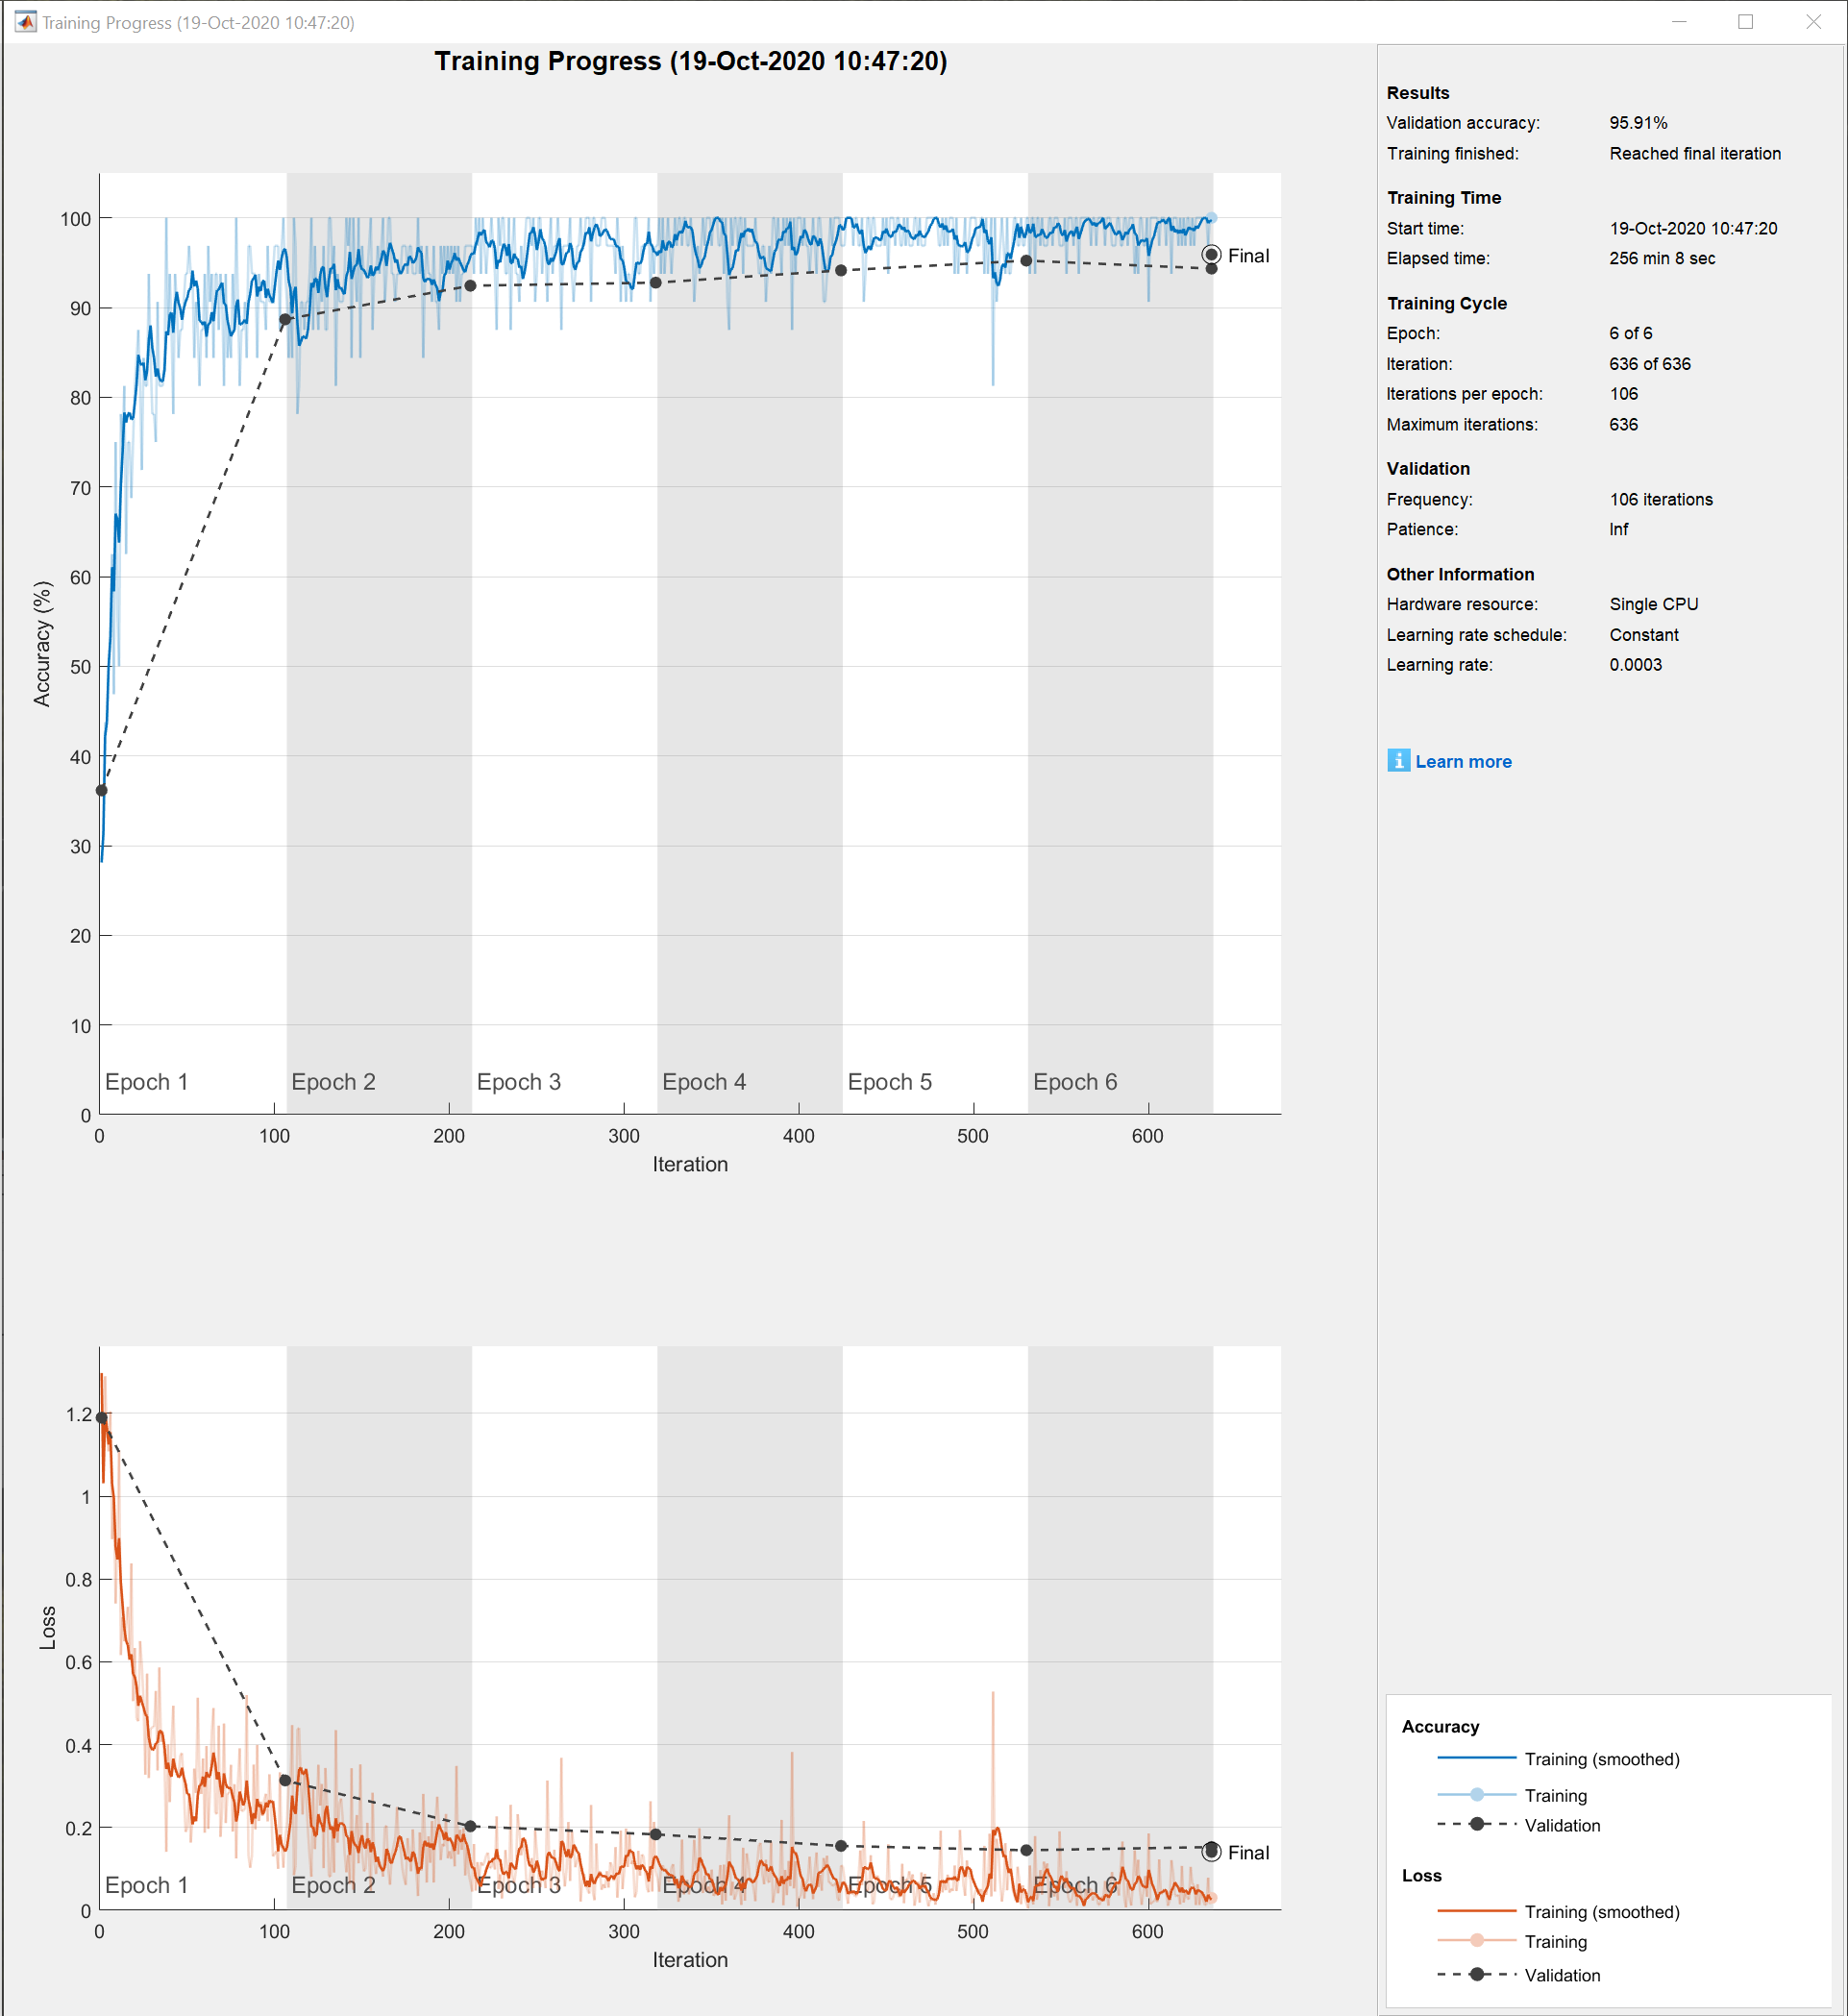 Training Progress (19-Oct-2020 10:47:20)
Training Progress (19-Oct-2020 10:47:20)
100
90
80
70
60
50
40
30
20
10
0
Accuracy (%)
Final
Epoch 1 Epoch 2 Epoch 3 Epoch 4 Epoch 5 Epoch 6
0 100 200 300 400 500 600
Iteration
1.2
1
0.8
0.6
0.4
0.2
0
Loss
Final
Epoch 1 Epoch 2 Epoch 3 Epoch 4 Epoch 5 Epoch 6
0 100 200 300 400 500 600
Iteration
Results
Validation accuracy: 95.91%
Training finished: Reached final iteration
Training Time
Start time: 19-Oct-2020 10:47:20
Elapsed time: 256 min 8 sec
Training Cycle
Epoch: 6 of 6
Iteration: 636 of 636
Iterations per epoch: 106
Maximum iterations: 636
Validation
Frequency: 106 iterations
Patience: Inf
Other Information
Hardware resource: Single CPU
Learning rate schedule: Constant
Learning rate: 0.0003
i Learn more
Accuracy
Training (smoothed)
Training
Validation
Loss
Training (smoothed)
Training
Validation